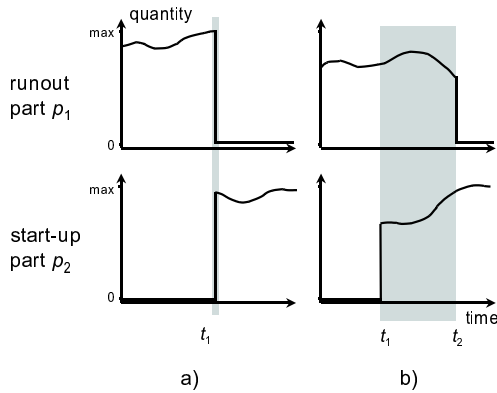 quantity
max
runout
part p1
0
max
start-up
part p2
0
time
t1
t1
t2
a)
b)